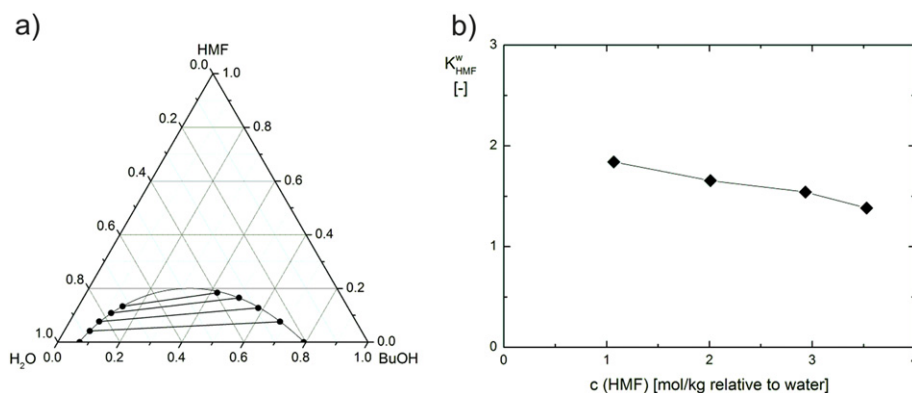 a)
HMF
0.0
1.0
0.2
0.8
0.4
0.6
0.6
0.4
0.8
0.2
1.0
0.0
0.0 0.2 0.4 0.6 0.8 1.0
H₂O
BuOH
b)
3
K^w_HMF
[-]
2
1
0
0 1 2 3
c (HMF) [mol/kg relative to water]